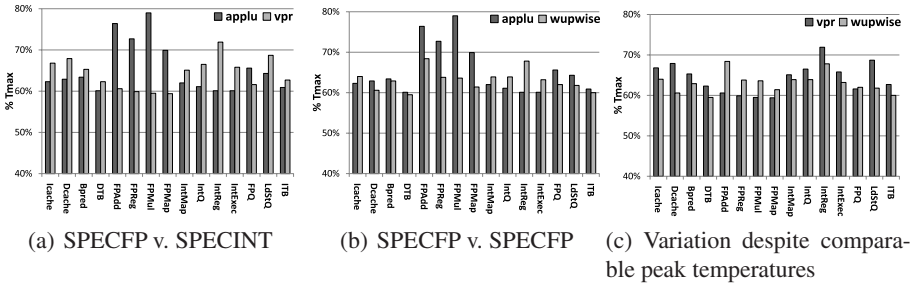 applu vpr
80%
70%
60%
50%
40%
% Tmax
Icache
Dcache
Bpred
DTB
FPAdd
FPReg
FPMul
FPMap
IntMap
IntQ
IntReg
IntExec
FPQ
LdStQ
ITB
(a) SPECFP v. SPECINT
applu wupwise
80%
70%
60%
50%
40%
% Tmax
Icache
Dcache
Bpred
DTB
FPAdd
FPReg
FPMul
FPMap
IntMap
IntQ
IntReg
IntExec
FPQ
LdStQ
ITB
(b) SPECFP v. SPECFP
vpr wupwise
80%
70%
60%
50%
40%
% Tmax
Icache
Dcache
Bpred
DTB
FPAdd
FPReg
FPMul
FPMap
IntMap
IntQ
IntReg
IntExec
FPQ
LdStQ
ITB
(c) Variation despite compara-
ble peak temperatures